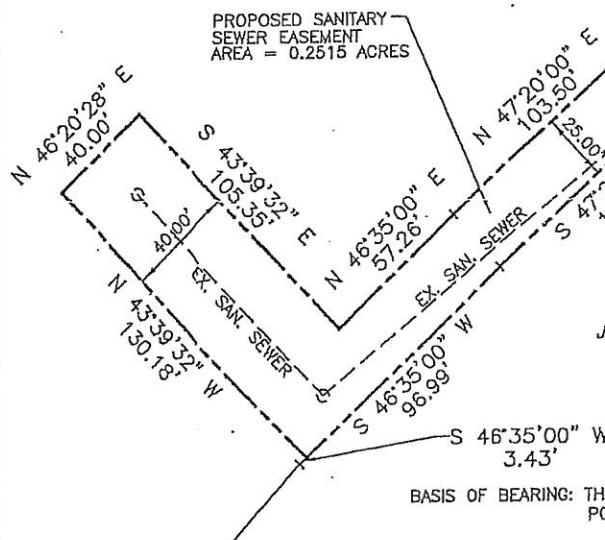 PROPOSED SANITARY
SEWER EASEMENT
AREA = 0.2515 ACRES
N 46°20'28" E
40.00'
S 43°39'32" E
105.35'
N 46°35'00" E
57.26'
N 47°20'00" E
103.50'
25.00'
40.00'
EX. SAN. SEWER
EX. SAN. SEWER
S 47°
N 43°39'32" W
130.18'
S 46°35'00" W
96.99'
S 46°35'00" W
3.43'
BASIS OF BEARING: TH
PO